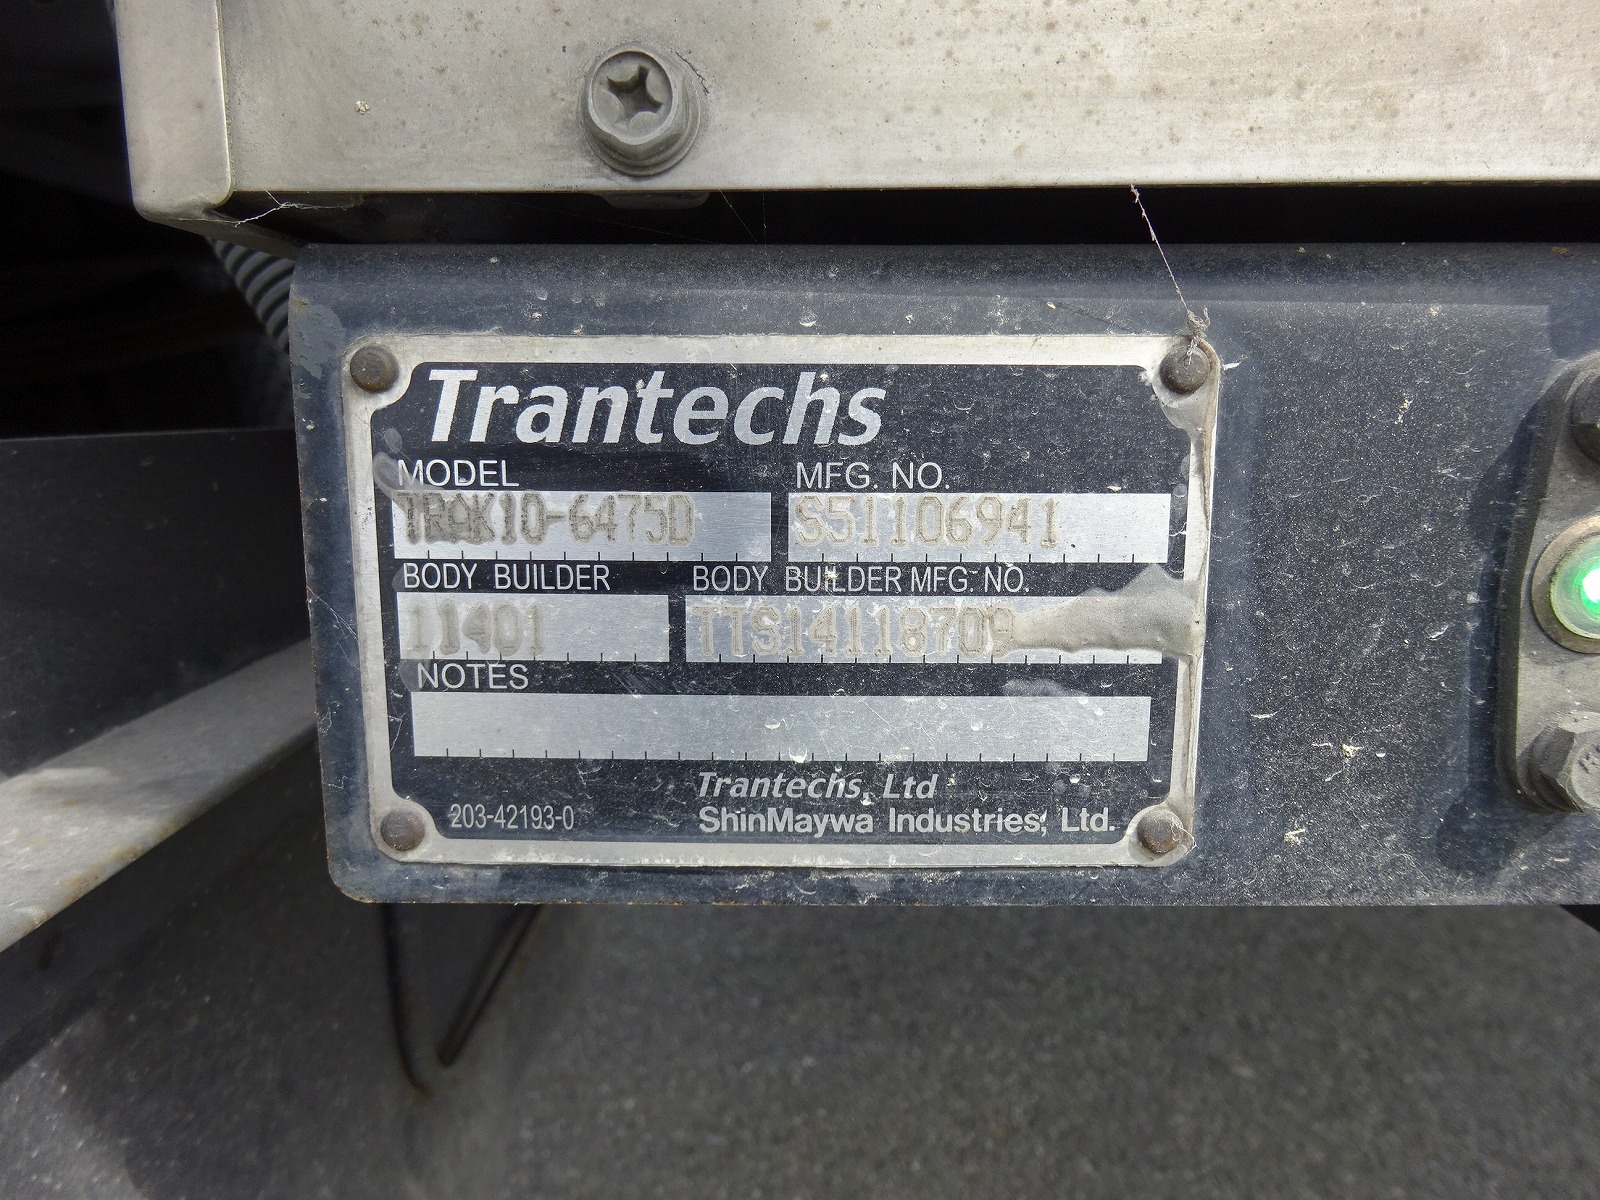 Trantechs
MODEL MFG. NO.
TRAK10-6475D S51106941
BODY BUILDER BODY BUILDER MFG. NO.
11401 TTS14118709
NOTES
Trantechs, Ltd
203-42193-0 ShinMaywa Industries, Ltd.